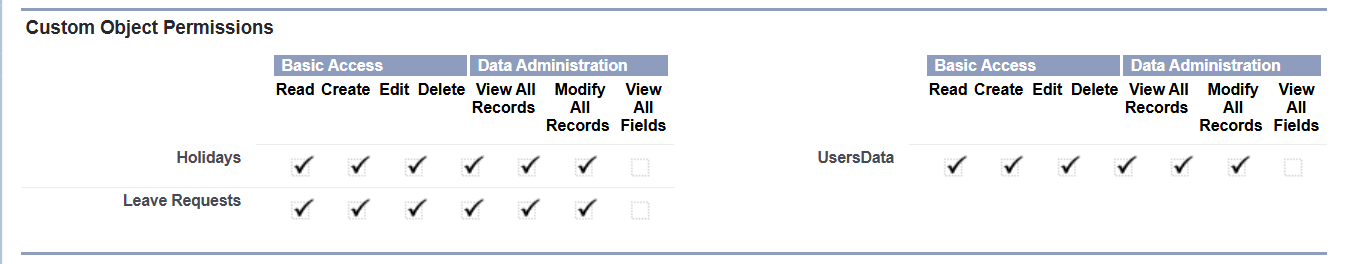 Custom Object Permissions
Basic Access Data Administration
Read Create Edit Delete View All Records Modify All Records View All Fields
Holidays
Leave Requests
Basic Access Data Administration
Read Create Edit Delete View All Records Modify All Records View All Fields
UsersData